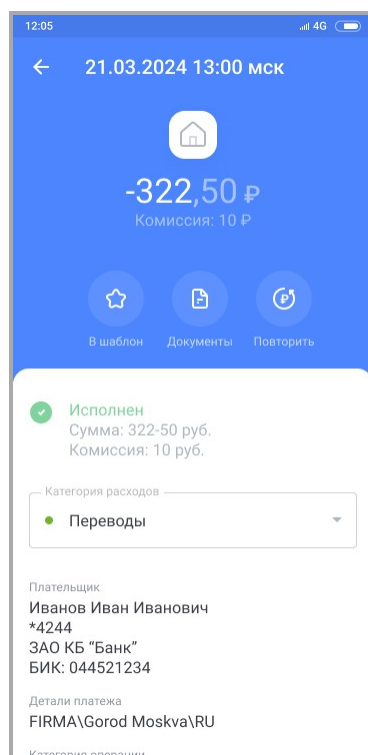 12:05
4G
21.03.2024 13:00 мск
-322,50 ₽
Комиссия: 10 ₽
В шаблон
Документы
Повторить
Исполнен
Сумма: 322-50 руб.
Комиссия: 10 руб.
Категория расходов
Переводы
Плательщик
Иванов Иван Иванович
*4244
ЗАО КБ “Банк”
БИК: 044521234
Детали платежа
FIRMA\Gorod Moskva\RU
Категория операции